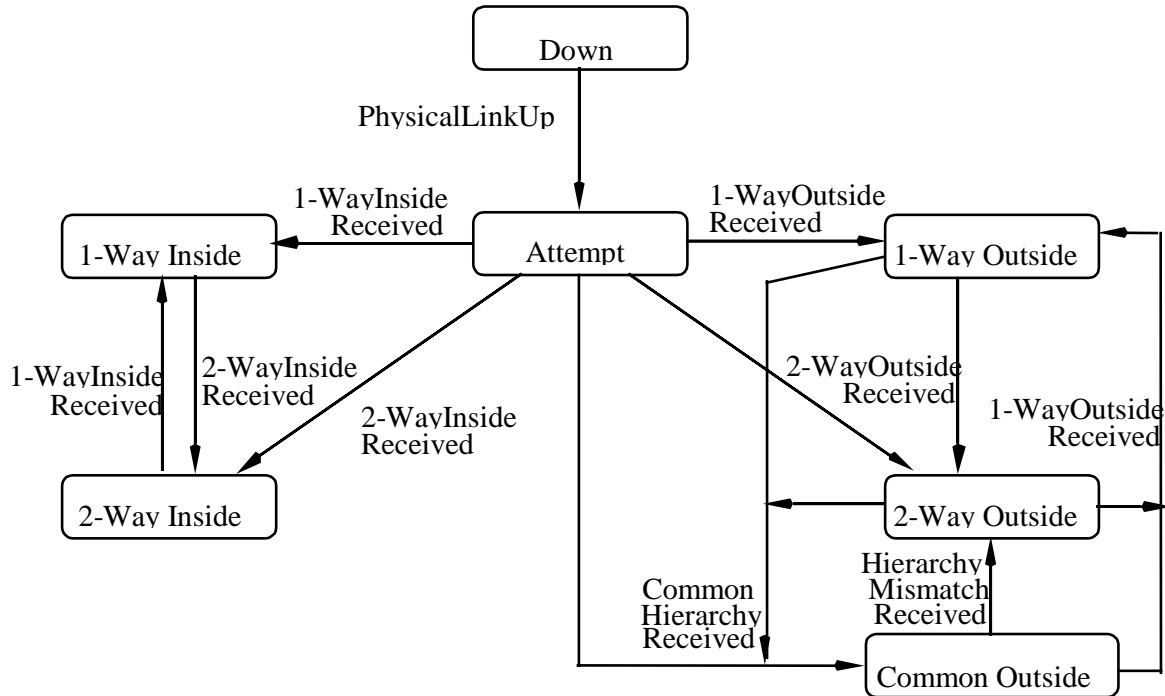 Down
PhysicalLinkUp
1-WayInside
Received
1-WayOutside
Received
1-Way Inside
Attempt
1-Way Outside
1-WayInside
Received
2-WayInside
Received
2-WayInside
Received
2-WayOutside
Received
1-WayOutside
Received
2-Way Inside
2-Way Outside
Common
Hierarchy
Received
Hierarchy
Mismatch
Received
Common Outside